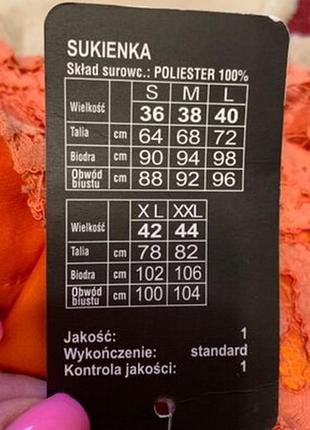 SUKIENKA
Skład surowc.: POLIESTER 100%
Wielkość S M L
36 38 40
Talia cm 64 68 72
Biodra cm 90 94 98
Obwód biustu cm 88 92 96
Wielkość XL XXL
42 44
Talia cm 78 82
Biodra cm 102 106
Obwód biustu cm 100 104
Jakość: 1
Wykończenie: standard
Kontrola jakości: 1